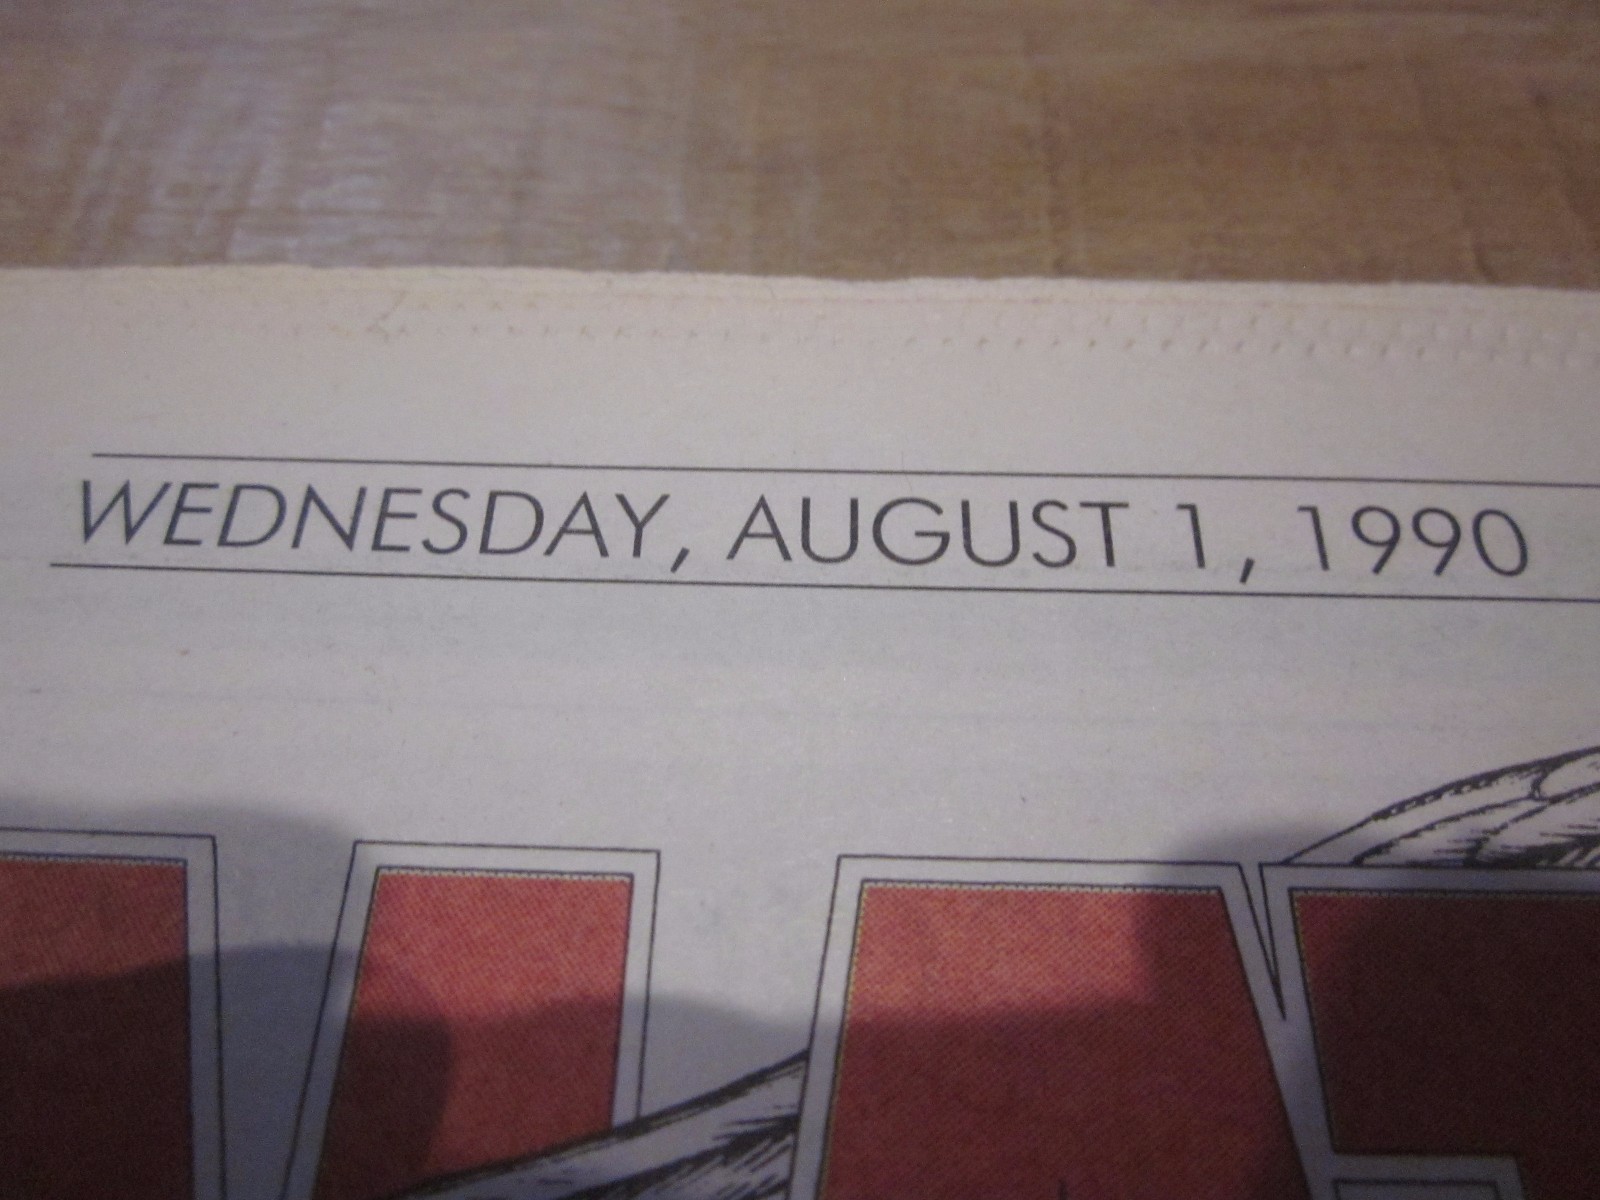 WEDNESDAY, AUGUST 1, 1990